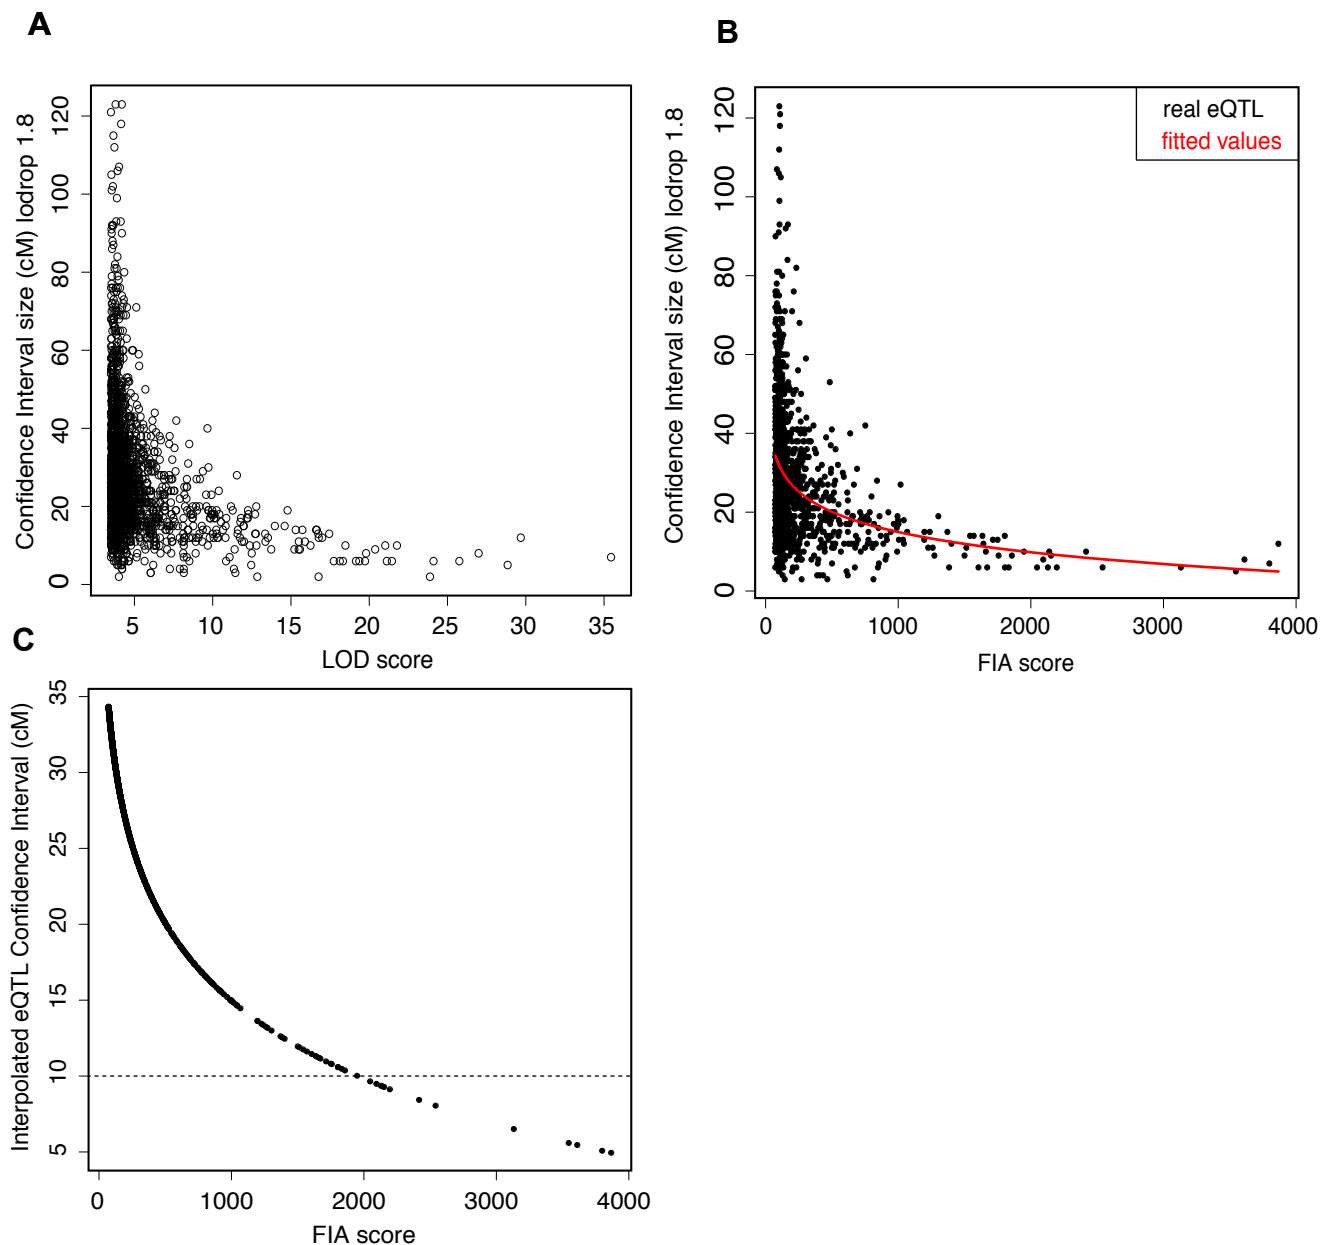 A
Confidence Interval size (cM) lodrop 1.8
0 20 40 60 80 100 120
5 10 15 20 25 30 35
LOD score
B
Confidence Interval size (cM) lodrop 1.8
0 20 40 60 80 100 120
real eQTL
fitted values
0 1000 2000 3000 4000
FIA score
C
Interpolated eQTL Confidence Interval (cM)
5 10 15 20 25 30 35
0 1000 2000 3000 4000
FIA score